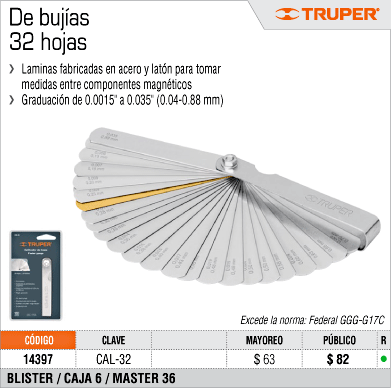 De bujías
32 hojas
TRUPER®
› Laminas fabricadas en acero y latón para tomar
medidas entre componentes magnéticos
› Graduación de 0.0015" a 0.035" (0.04-0.88 mm)
TRUPER
TRUPER
Excede la norma: Federal GGG-G17C
CÓDIGO CLAVE MAYOREO PÚBLICO R
14397 CAL-32 $ 63 $ 82
BLISTER / CAJA 6 / MASTER 36